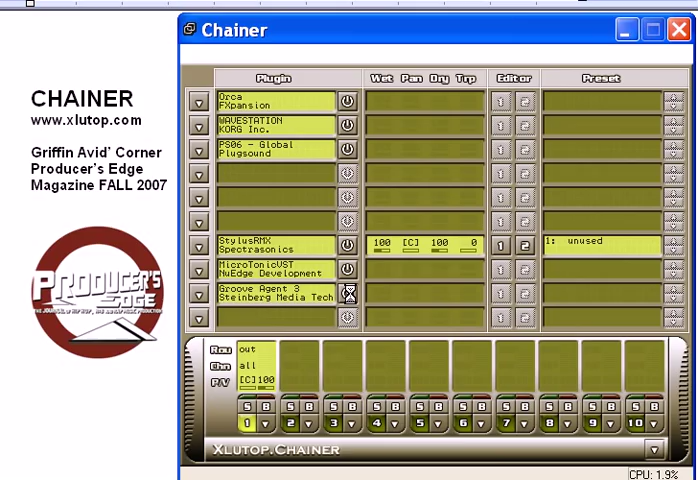 Chainer
CHAINER
www.xlutop.com
Griffin Avid' Corner
Producer's Edge
Magazine FALL 2007
PRODUCER'S
EDGE
Plugin Wet Pan Dry Trp Editor Preset
Orca
FXpansion
WAVESTATION
KORG Inc.
PS06 - Global
Plugsound
StylusRMX
Spectrasonics
100 [C] 100 0 1 2 1: unused
MicroTonicVST
NuEdge Development
Groove Agent 3
Steinberg Media Tech
Rou out
Chn all
P/V [C]100
S B S B S B S B S B S B S B S B S B S B
1 2 3 4 5 6 7 8 9 10
XLUTOP.CHAINER
CPU: 1.9%